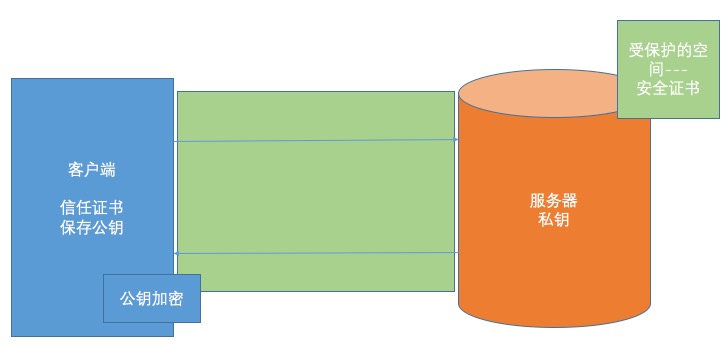 受保护的空
间---
安全证书
客户端
信任证书
保存公钥
服务器
私钥
公钥加密